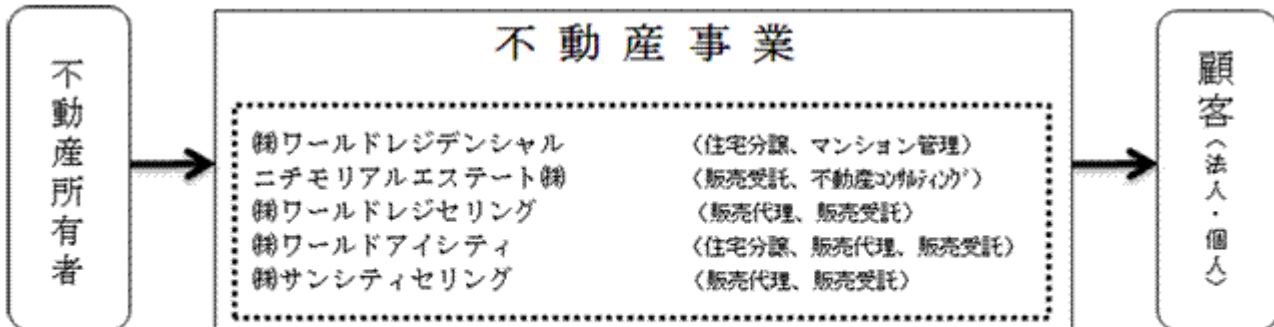 不動産所有者
不動産事業
㈱ワールドレジデンシャル 〈住宅分譲、マンション管理〉
ニチモリアルエステート㈱ 〈販売受託、不動産ｺﾝｻﾙﾃｨﾝｸﾞ〉
㈱ワールドレジセリング 〈販売代理、販売受託〉
㈱ワールドアイシティ 〈住宅分譲、販売代理、販売受託〉
㈱サンシティセリング 〈販売代理、販売受託〉
顧客〈法人・個人〉